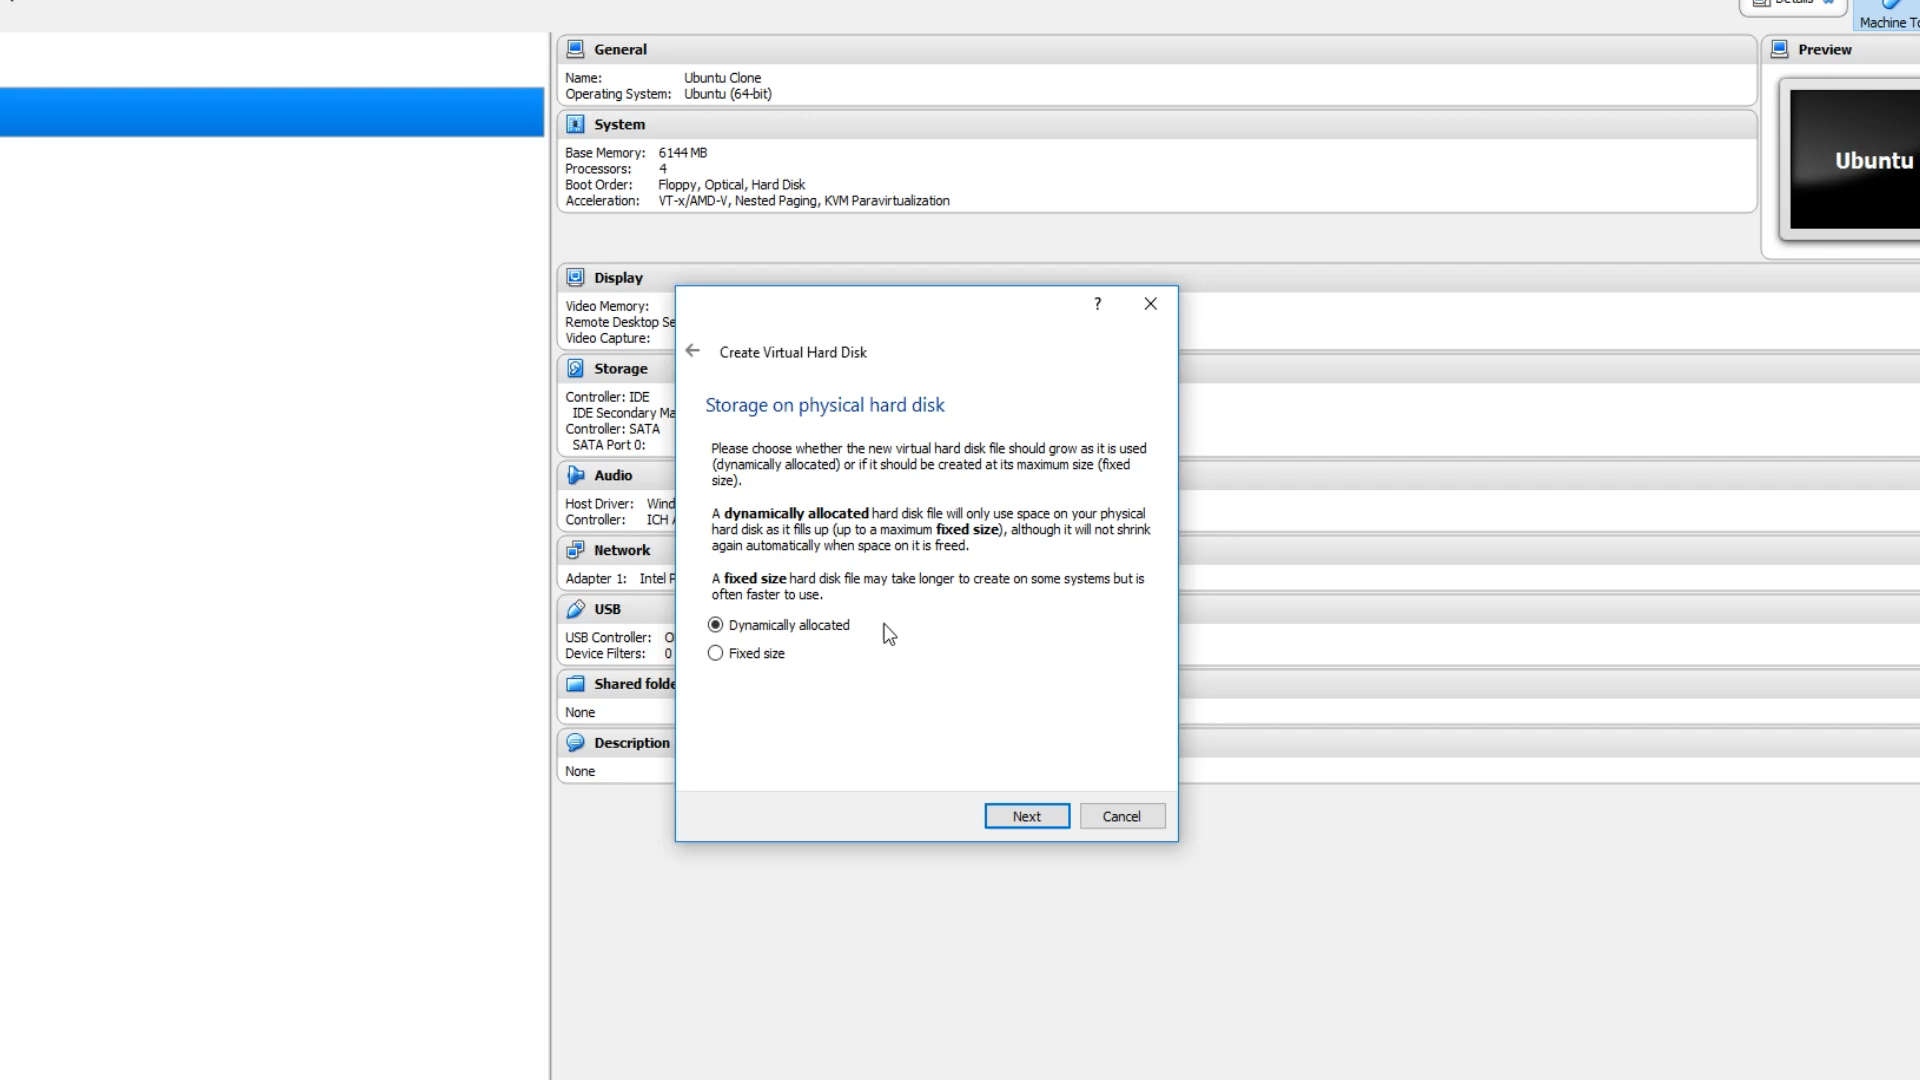 Details
Machine To
General
Preview
Name: Ubuntu Clone
Operating System: Ubuntu (64-bit)
System
Base Memory: 6144 MB
Processors: 4
Boot Order: Floppy, Optical, Hard Disk
Acceleration: VT-x/AMD-V, Nested Paging, KVM Paravirtualization
Ubuntu
Display
Video Memory:
Remote Desktop Se
Video Capture:
Storage
Controller: IDE
IDE Secondary Ma
Controller: SATA
SATA Port 0:
Audio
Host Driver: Wind
Controller: ICH A
Network
Adapter 1: Intel P
USB
USB Controller: O
Device Filters: 0
Shared folde
None
Description
None
?
Create Virtual Hard Disk
Storage on physical hard disk
Please choose whether the new virtual hard disk file should grow as it is used
(dynamically allocated) or if it should be created at its maximum size (fixed
size).
A dynamically allocated hard disk file will only use space on your physical
hard disk as it fills up (up to a maximum fixed size), although it will not shrink
again automatically when space on it is freed.
A fixed size hard disk file may take longer to create on some systems but is
often faster to use.
Dynamically allocated
Fixed size
Next
Cancel